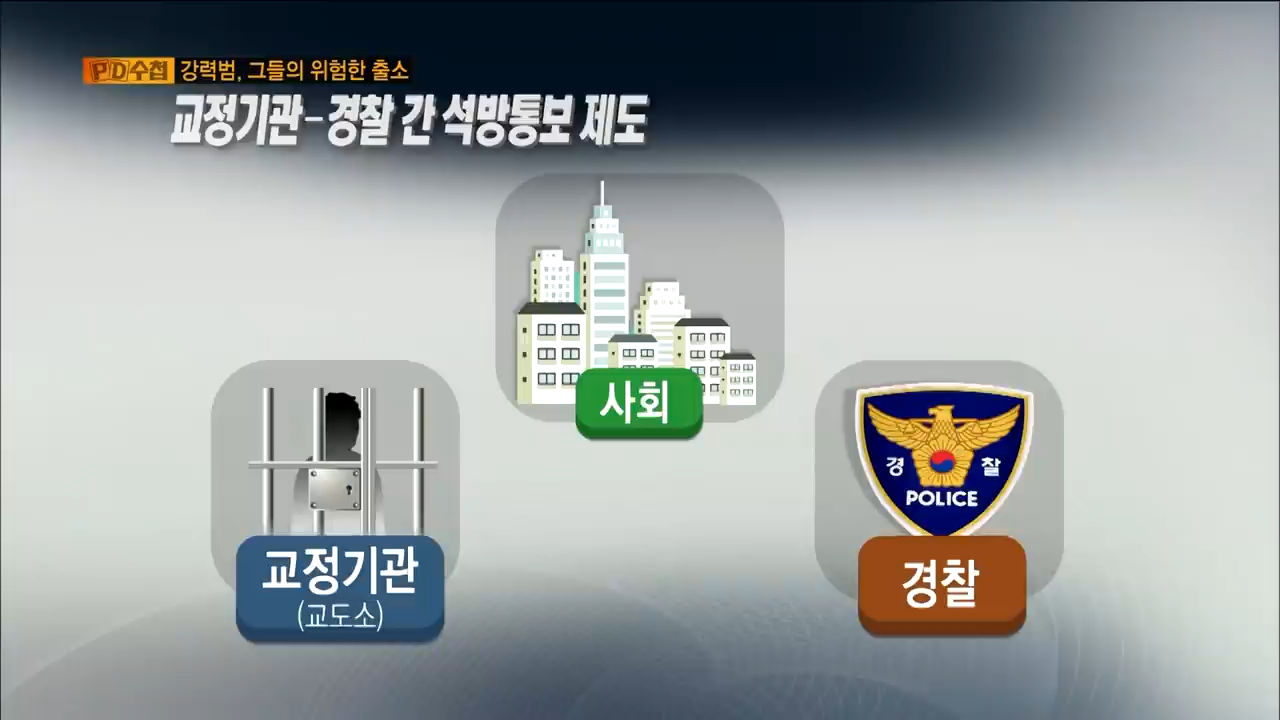 PD수첩 강력범, 그들의 위험한 출소
교정기관-경찰 간 석방통보 제도
사회
경 찰
POLICE
교정기관
(교도소)
경찰